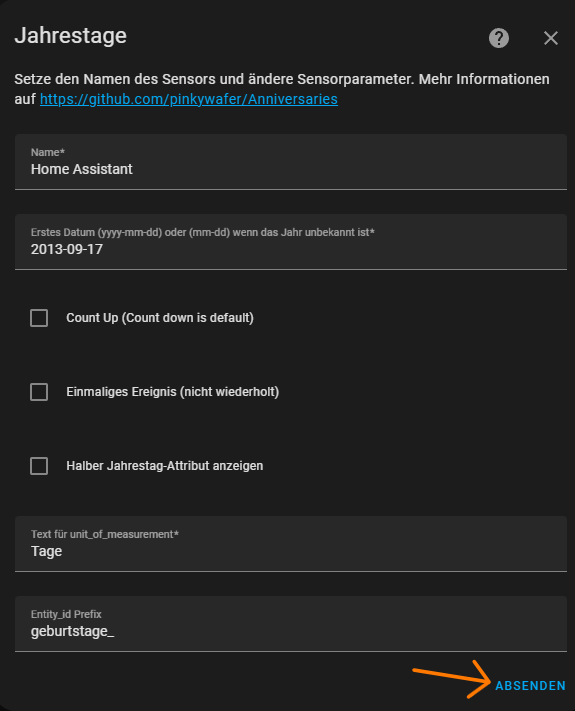 Jahrestage
Setze den Namen des Sensors und ändere Sensorparameter. Mehr Informationen
auf https://github.com/pinkywafer/Anniversaries
Name*
Home Assistant
Erstes Datum (yyyy-mm-dd) oder (mm-dd) wenn das Jahr unbekannt ist*
2013-09-17
Count Up (Count down is default)
Einmaliges Ereignis (nicht wiederholt)
Halber Jahrestag-Attribut anzeigen
Text für unit_of_measurement*
Tage
Entity_id Prefix
geburtstage_
ABSENDEN